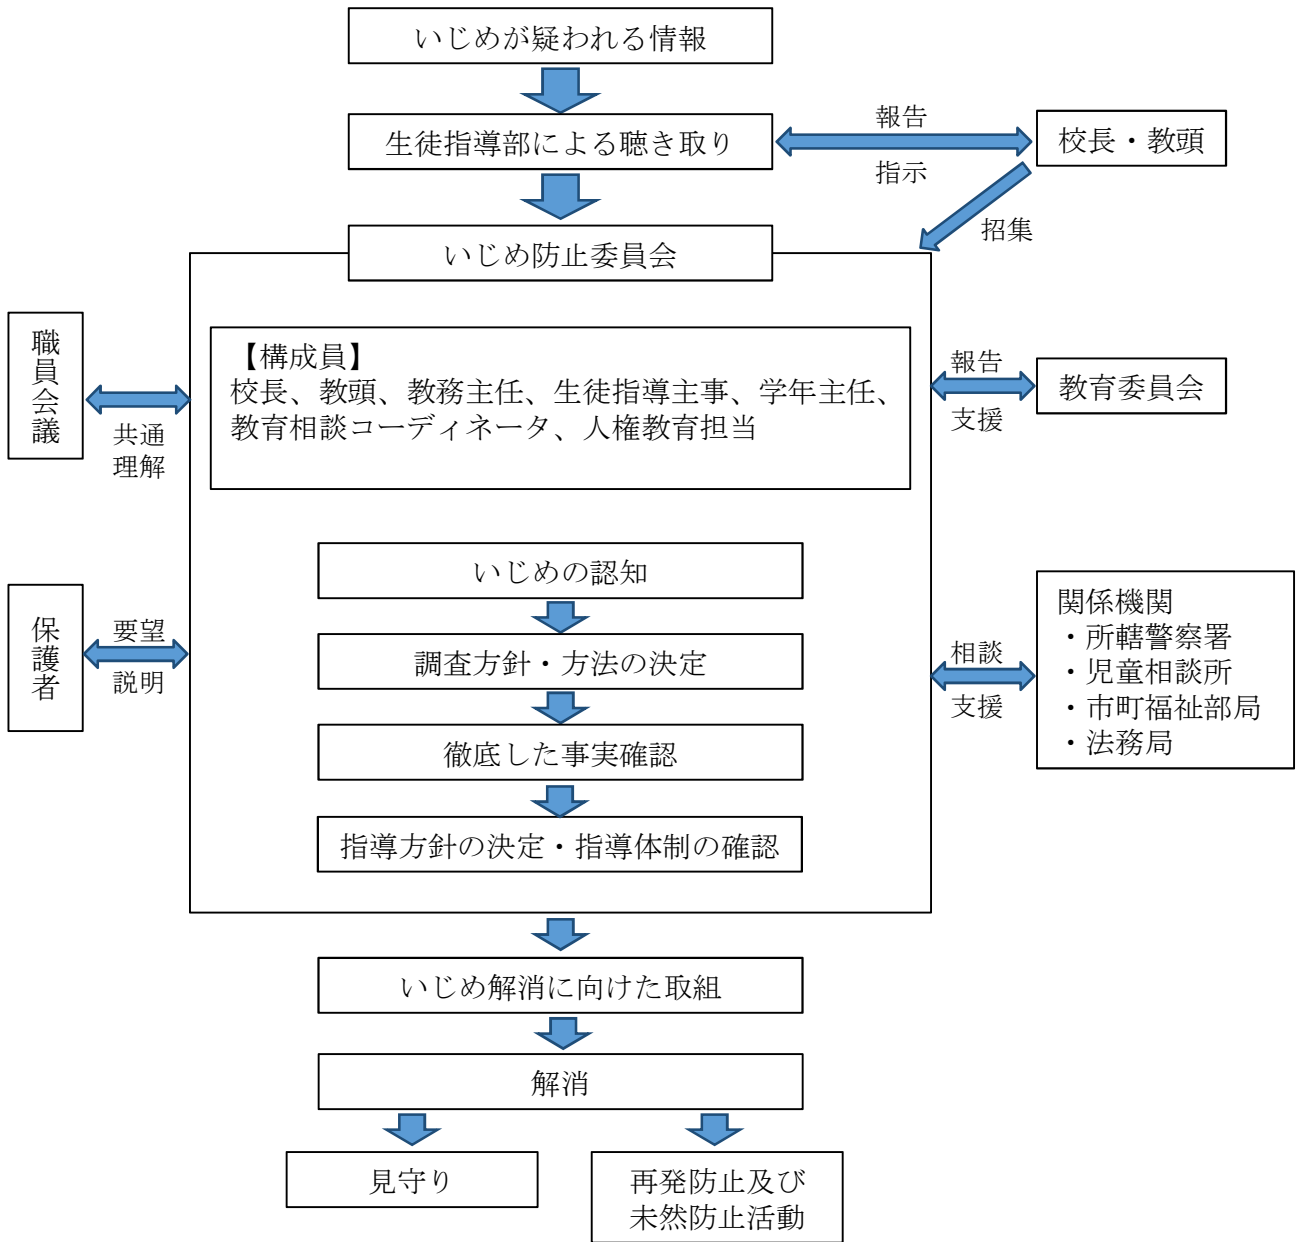 いじめが疑われる情報
生徒指導部による聴き取り
報告
指示
校長・教頭
招集
いじめ防止委員会
【構成員】
校長、教頭、教務主任、生徒指導主事、学年主任、
教育相談コーディネータ、人権教育担当
職員会議
共通
理解
報告
支援
教育委員会
いじめの認知
調査方針・方法の決定
徹底した事実確認
指導方針の決定・指導体制の確認
保護者
要望
説明
相談
支援
関係機関
・所轄警察署
・児童相談所
・市町福祉部局
・法務局
いじめ解消に向けた取組
解消
見守り
再発防止及び
未然防止活動